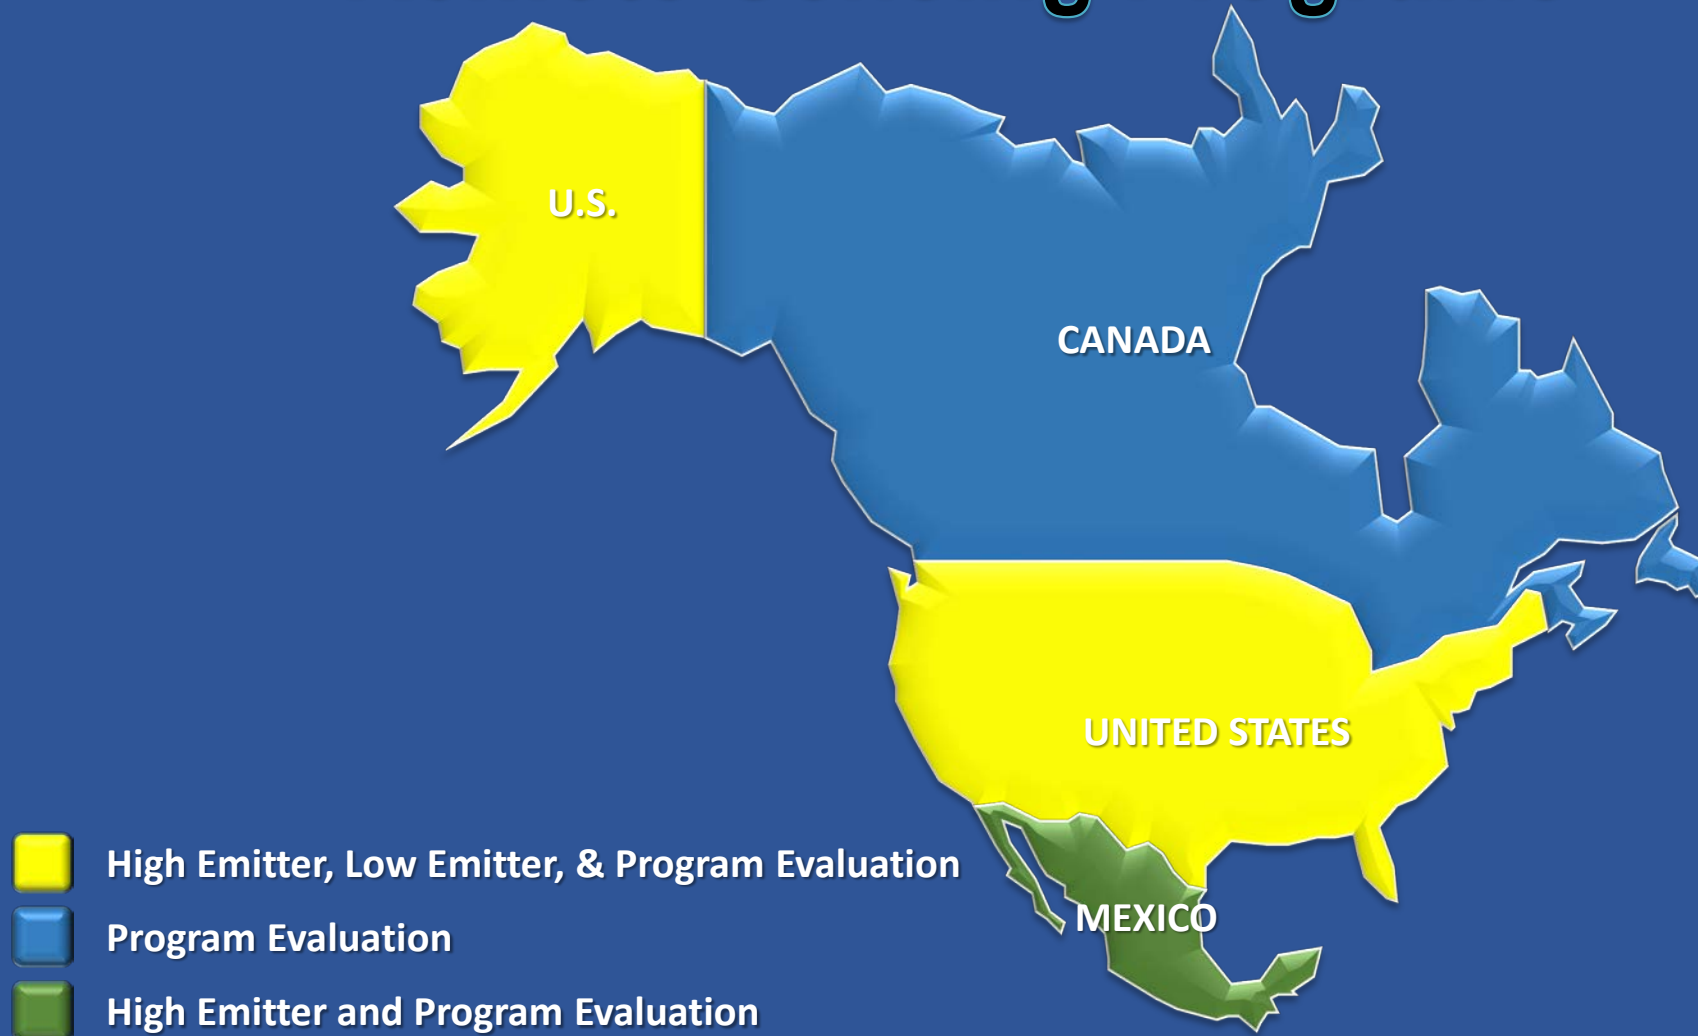 U.S.
CANADA
UNITED STATES
High Emitter, Low Emitter, & Program Evaluation
MEXICO
Program Evaluation
High Emitter and Program Evaluation